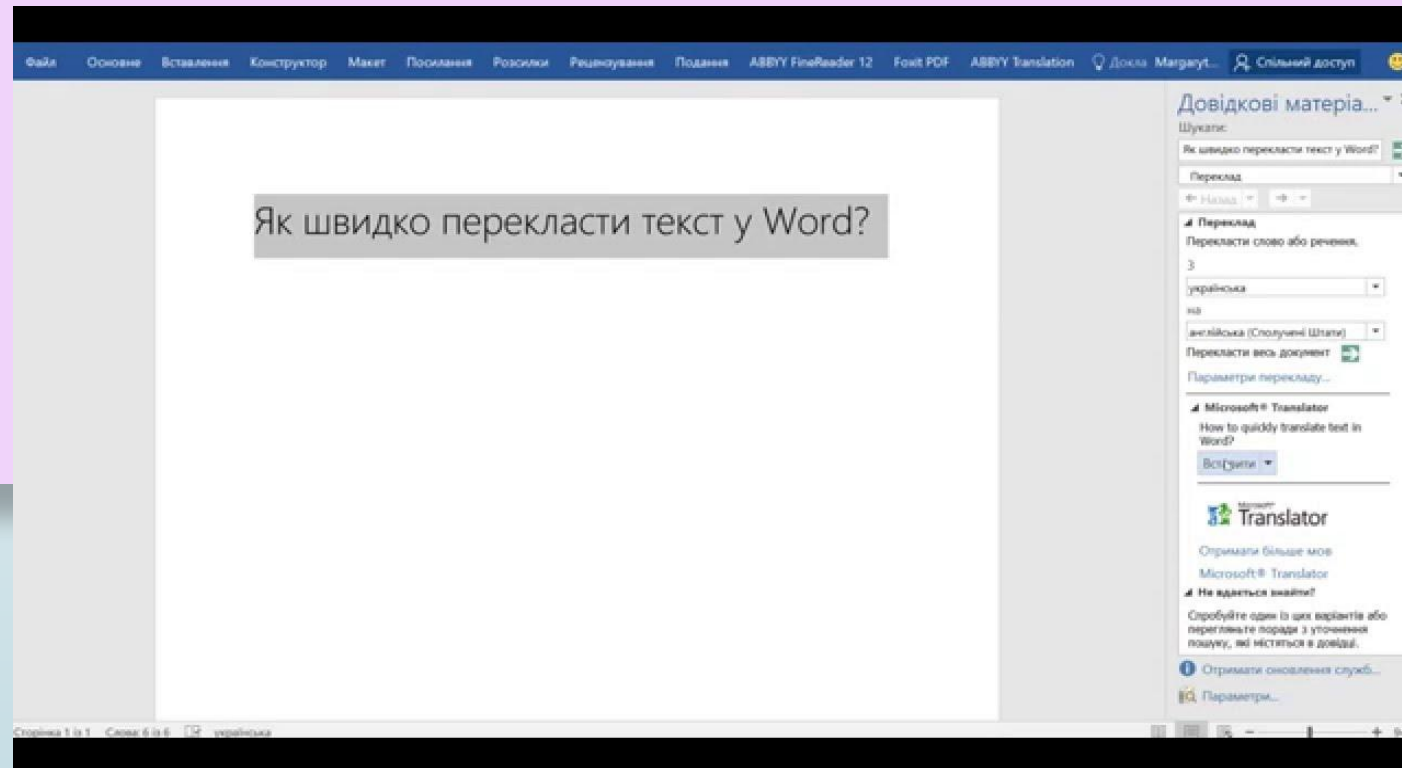 Файл Основне Вставлення Конструктор Макет Посилання Розсилки Рецензування Подання ABBYY FineReader 12 Foxit PDF ABBYY Translation Докла Margaryt... Спільний доступ
Як швидко перекласти текст у Word?
Довідкові матеріа...
Шукати:
Як швидко перекласти текст у Word?
Переклад
Назад
Переклад
Перекласти слово або речення.
З
українська
на
англійська (Сполучені Штати)
Перекласти весь документ
Параметри перекладу...
Microsoft® Translator
How to quickly translate text in
Word?
Вставити
Microsoft®
Translator
Отримати більше мов
Microsoft® Translator
Не вдається знайти?
Спробуйте один із цих варіантів або
перегляньте поради з уточнення
пошуку, які містяться в довідці.
Отримати оновлення служб...
Параметри...
Сторінка 1 із 1 Слова: 6 із 6 українська